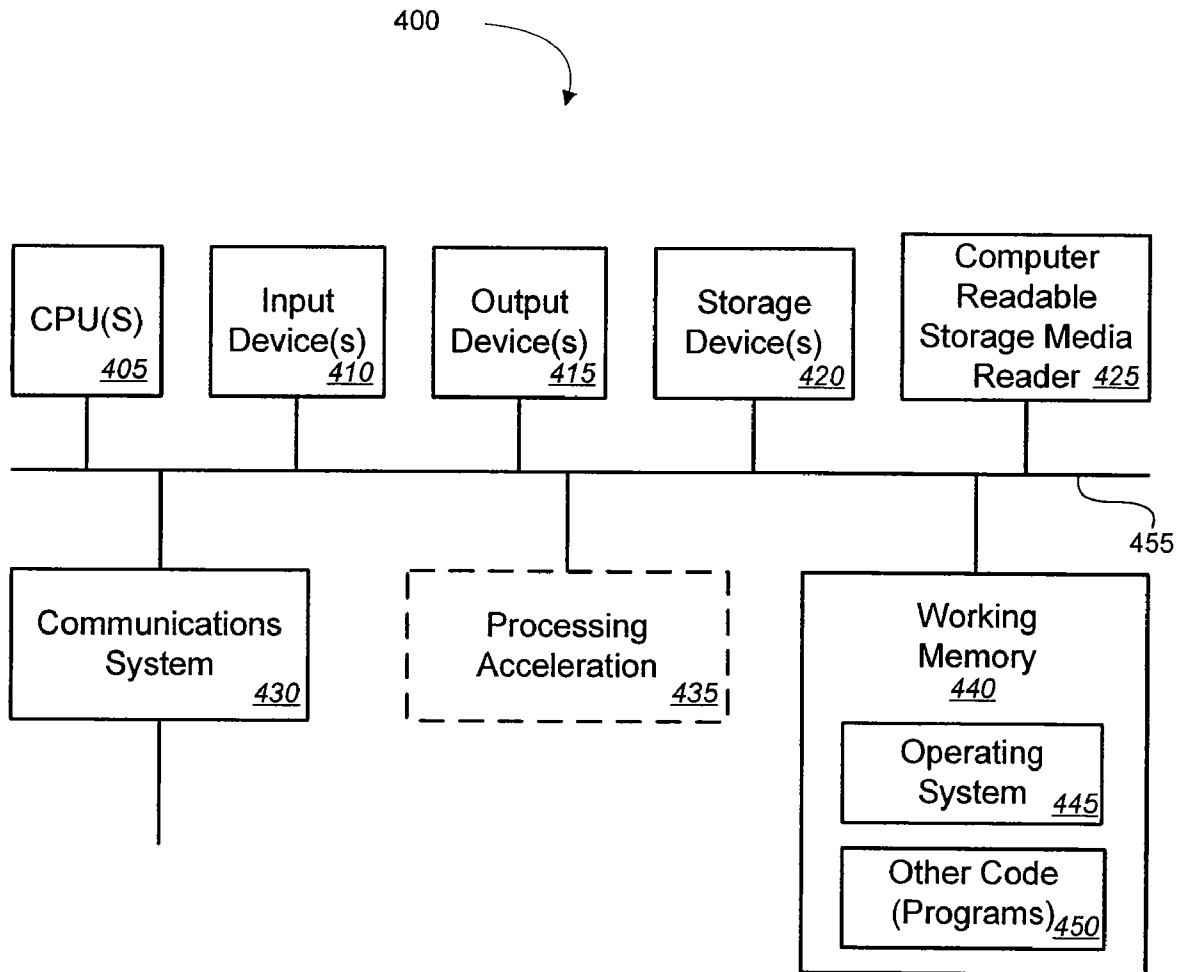 400
CPU(S)
405
Input
Device(s)
410
Output
Device(s)
415
Storage
Device(s)
420
Computer
Readable
Storage Media
Reader 425
455
Communications
System
430
Processing
Acceleration
435
Working
Memory
440
Operating
System
445
Other Code
(Programs)
450